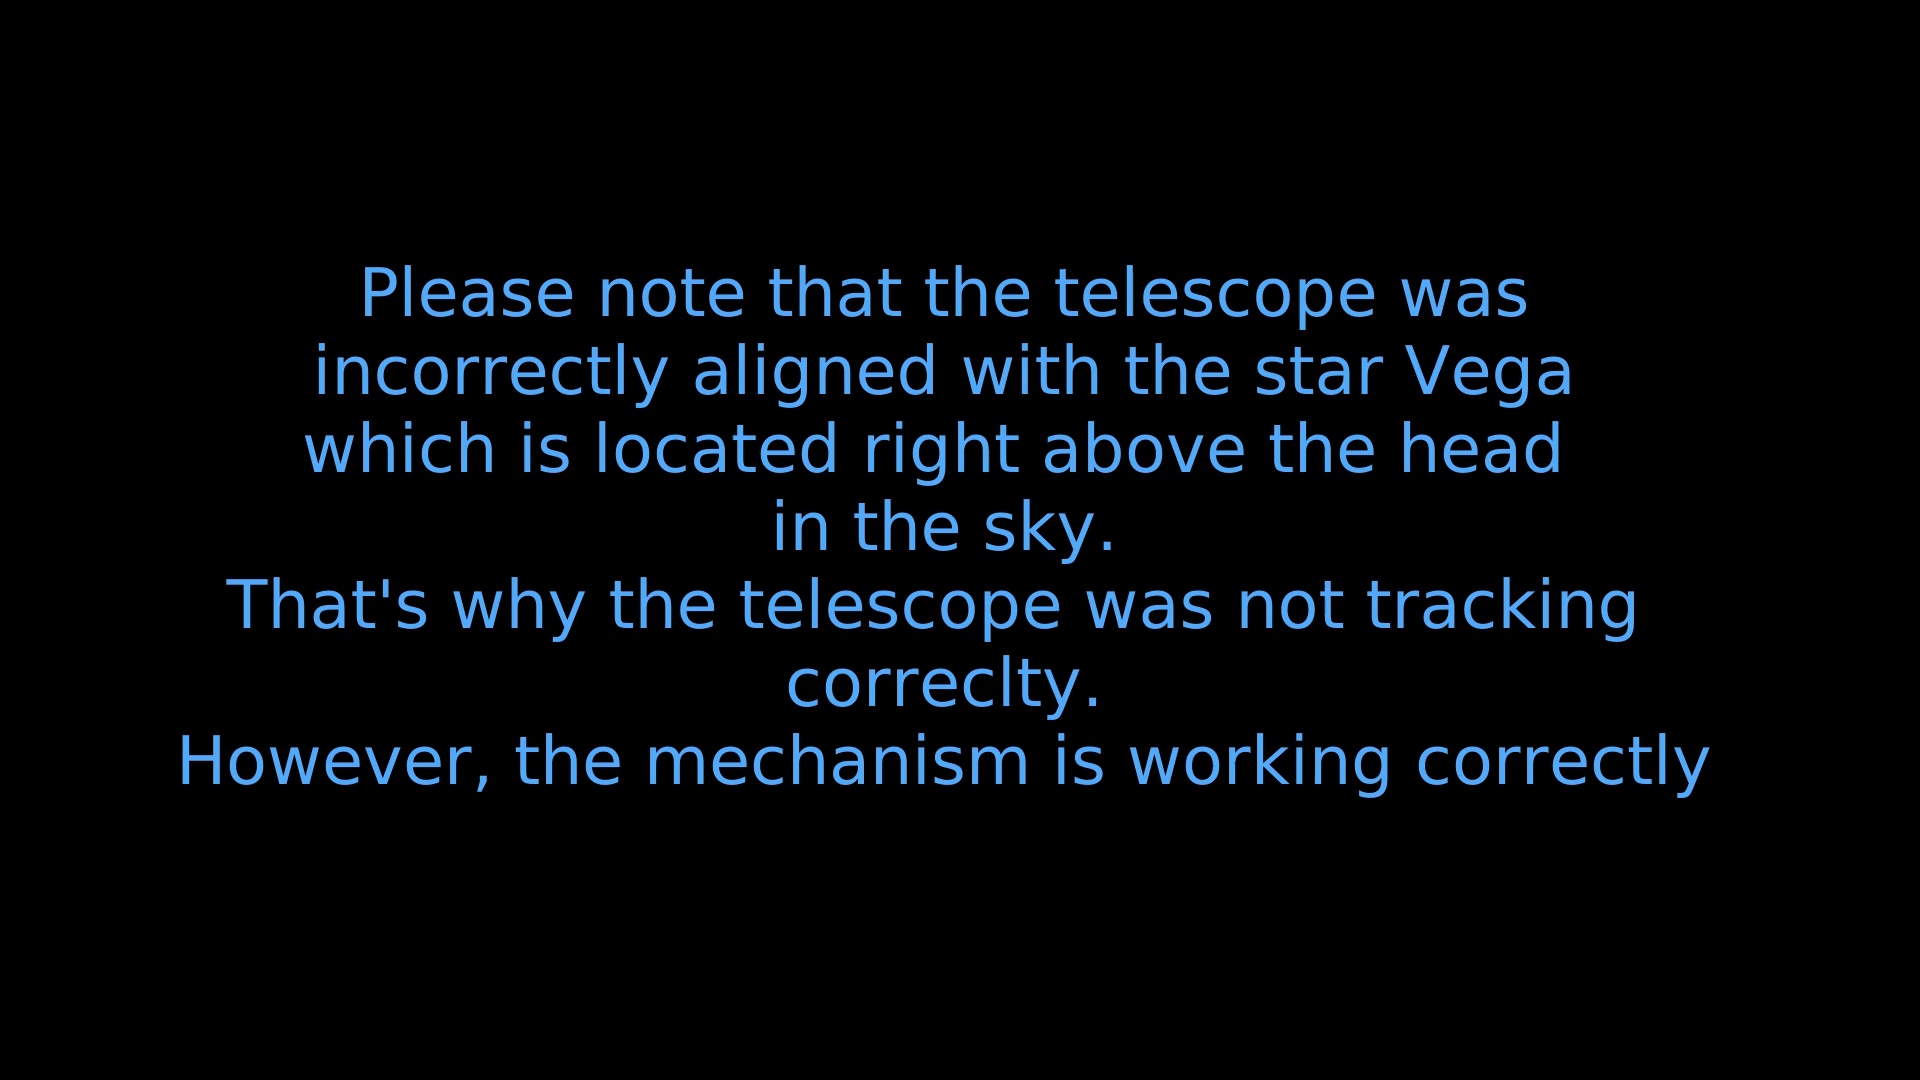 Please note that the telescope was
incorrectly aligned with the star Vega
which is located right above the head
in the sky.
That's why the telescope was not tracking
correclty.
However, the mechanism is working correctly